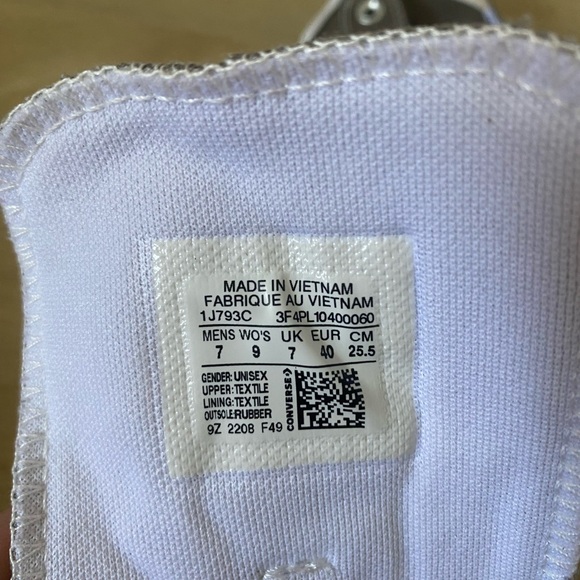 MADE IN VIETNAM
FABRIQUE AU VIETNAM
1J793C 3F4PL10400060
MENS WO'S UK EUR CM
7 9 7 40 25.5
GENDER: UNISEX
UPPER: TEXTILE
LINING: TEXTILE
OUTSOLE: RUBBER
CONVERSE
9Z 2208 F49